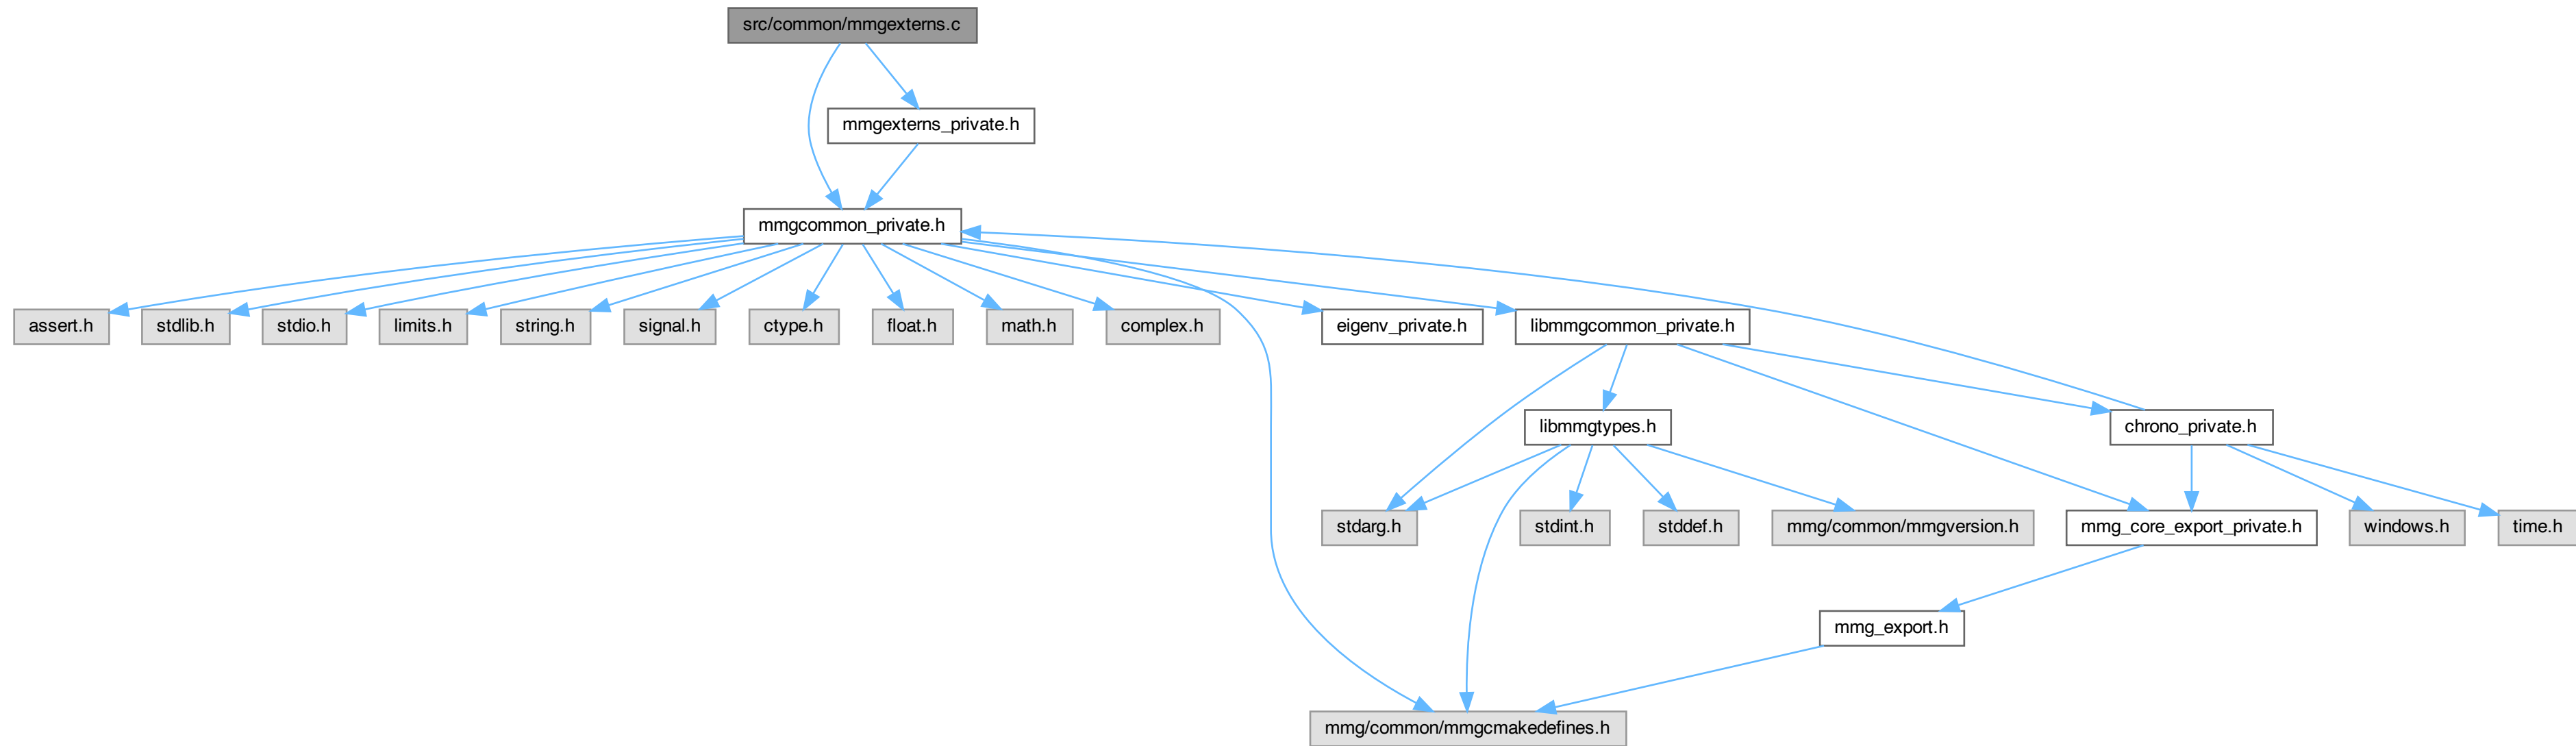 src/common/mmgexterns.c
mmgexterns_private.h
mmgcommon_private.h
assert.h
stdlib.h
stdio.h
limits.h
string.h
signal.h
ctype.h
float.h
math.h
complex.h
eigenv_private.h
libmmgcommon_private.h
libmmgtypes.h
chrono_private.h
stdarg.h
stdint.h
stddef.h
mmg/common/mmgversion.h
mmg_core_export_private.h
windows.h
time.h
mmg_export.h
mmg/common/mmgcmakedefines.h